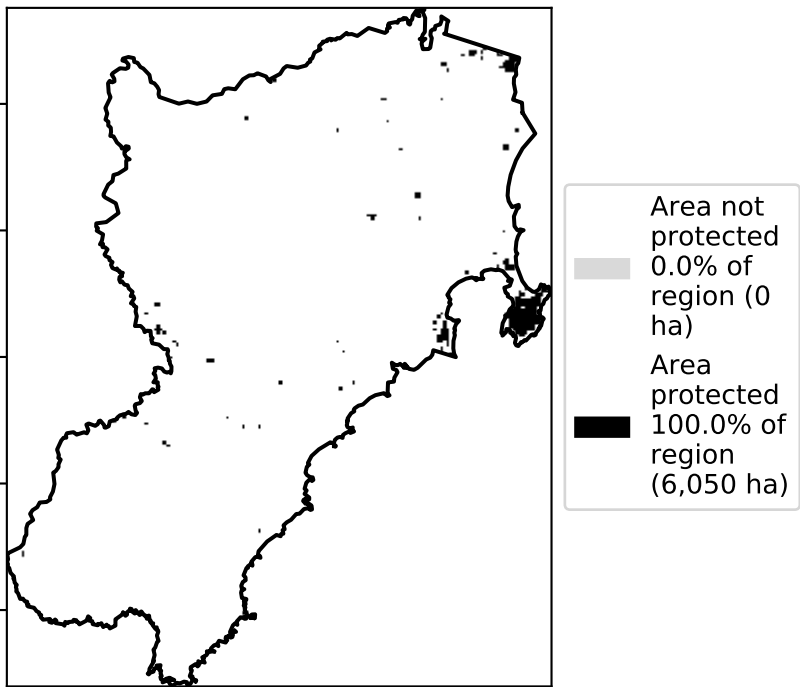 Area not
protected
0.0% of
region (0
ha)
Area
protected
100.0% of
region
(6,050 ha)